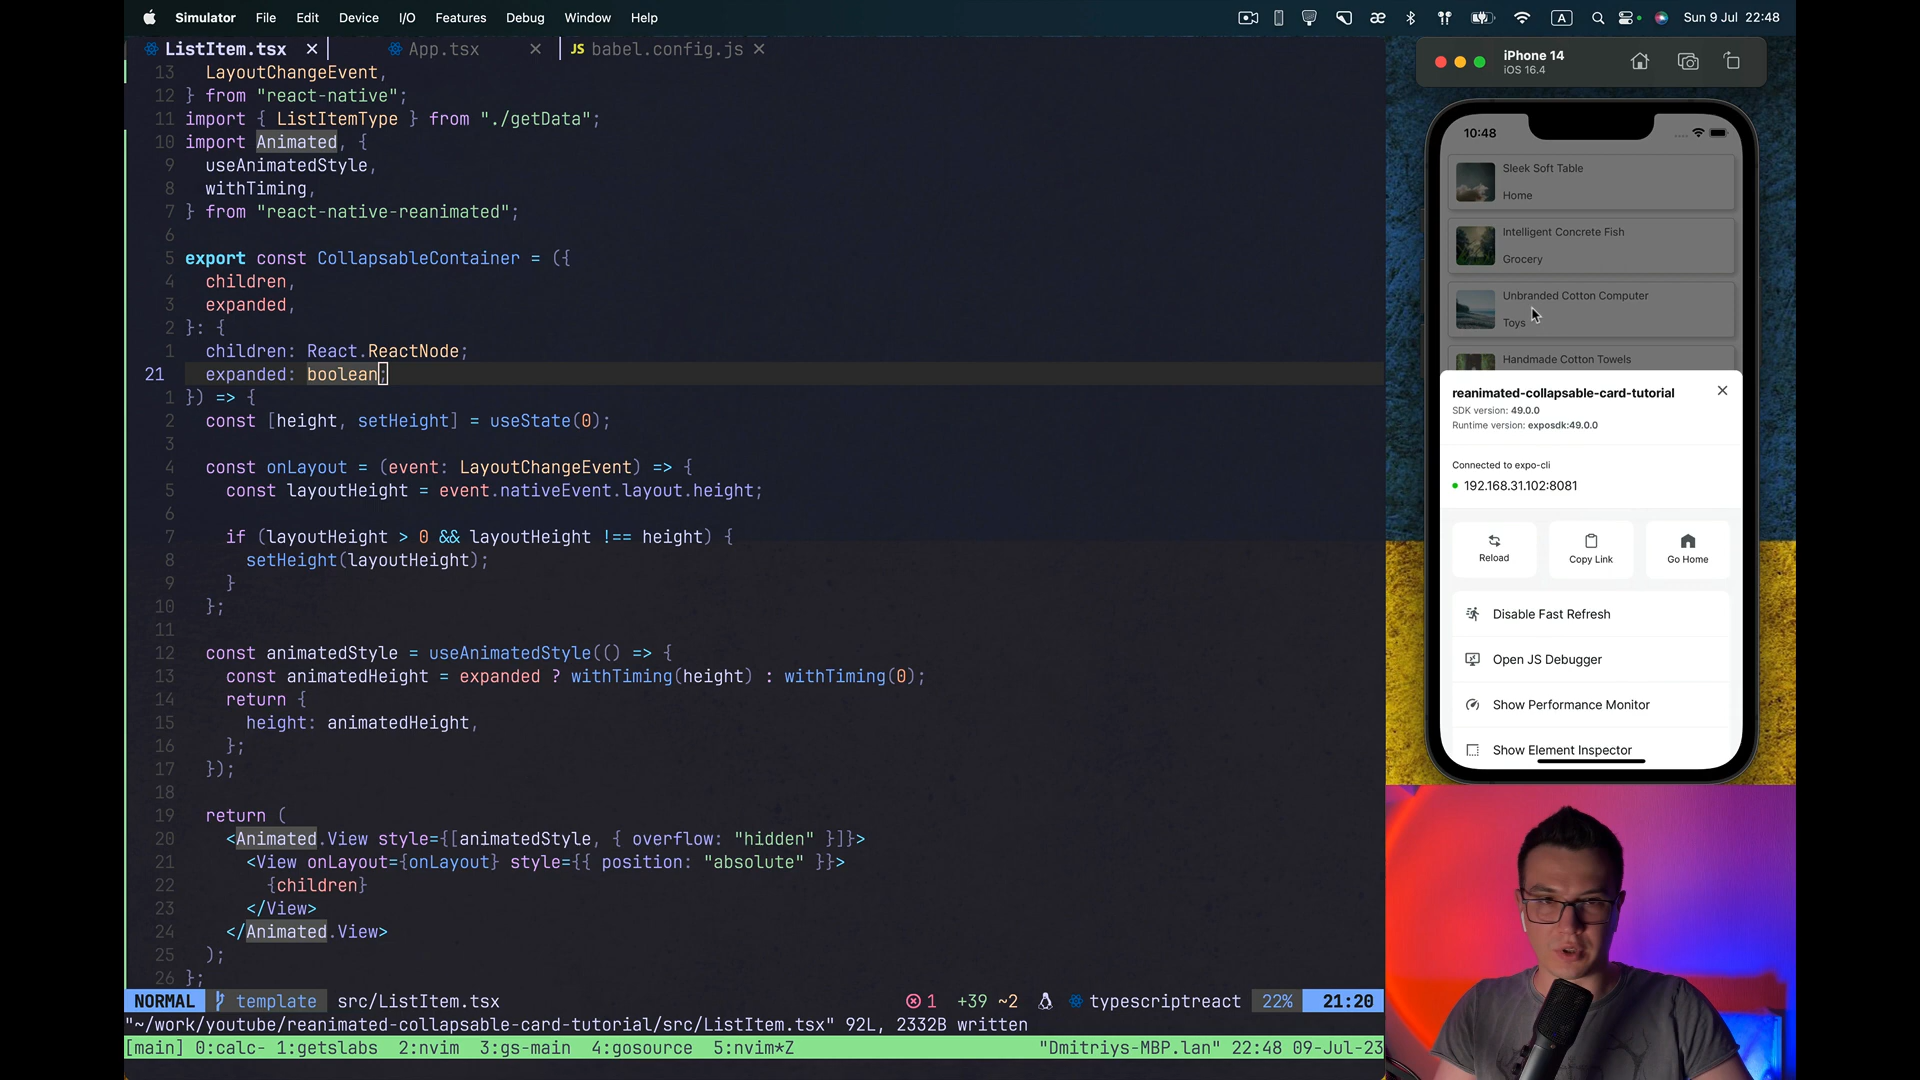 Simulator File Edit Device I/O Features Debug Window Help
A Sun 9 Jul 22:48
ListItem.tsx × App.tsx × JS babel.config.js ×
13 LayoutChangeEvent,
12 } from "react-native";
11 import { ListItemType } from "./getData";
10 import Animated, {
9 useAnimatedStyle,
8 withTiming,
7 } from "react-native-reanimated";
6
5 export const CollapsableContainer = ({
4 children,
3 expanded,
2 }: {
1 children: React.ReactNode;
21 expanded: boolean;
1 }) => {
2 const [height, setHeight] = useState(0);
3
4 const onLayout = (event: LayoutChangeEvent) => {
5 const layoutHeight = event.nativeEvent.layout.height;
6
7 if (layoutHeight > 0 && layoutHeight !== height) {
8 setHeight(layoutHeight);
9 }
10 };
11
12 const animatedStyle = useAnimatedStyle(() => {
13 const animatedHeight = expanded ? withTiming(height) : withTiming(0);
14 return {
15 height: animatedHeight,
16 };
17 });
18
19 return (
20 <Animated.View style={[animatedStyle, { overflow: "hidden" }]}>
21 <View onLayout={onLayout} style={{ position: "absolute" }}>
22 {children}
23 </View>
24 </Animated.View>
25 );
26 };
NORMAL template src/ListItem.tsx 1 +39 ~2 typescriptreact 22% 21:20
"~/work/youtube/reanimated-collapsable-card-tutorial/src/ListItem.tsx" 92L, 2332B written
[main] 0:calc- 1:getslabs 2:nvim 3:gs-main 4:gosource 5:nvim*Z "Dmitriys-MBP.lan" 22:48 09-Jul-23
iPhone 14
iOS 16.4
10:48
Sleek Soft Table
Home
Intelligent Concrete Fish
Grocery
Unbranded Cotton Computer
Toys
Handmade Cotton Towels
reanimated-collapsable-card-tutorial
SDK version: 49.0.0
Runtime version: exposdk:49.0.0
Connected to expo-cli
192.168.31.102:8081
Reload Copy Link Go Home
Disable Fast Refresh
Open JS Debugger
Show Performance Monitor
Show Element Inspector